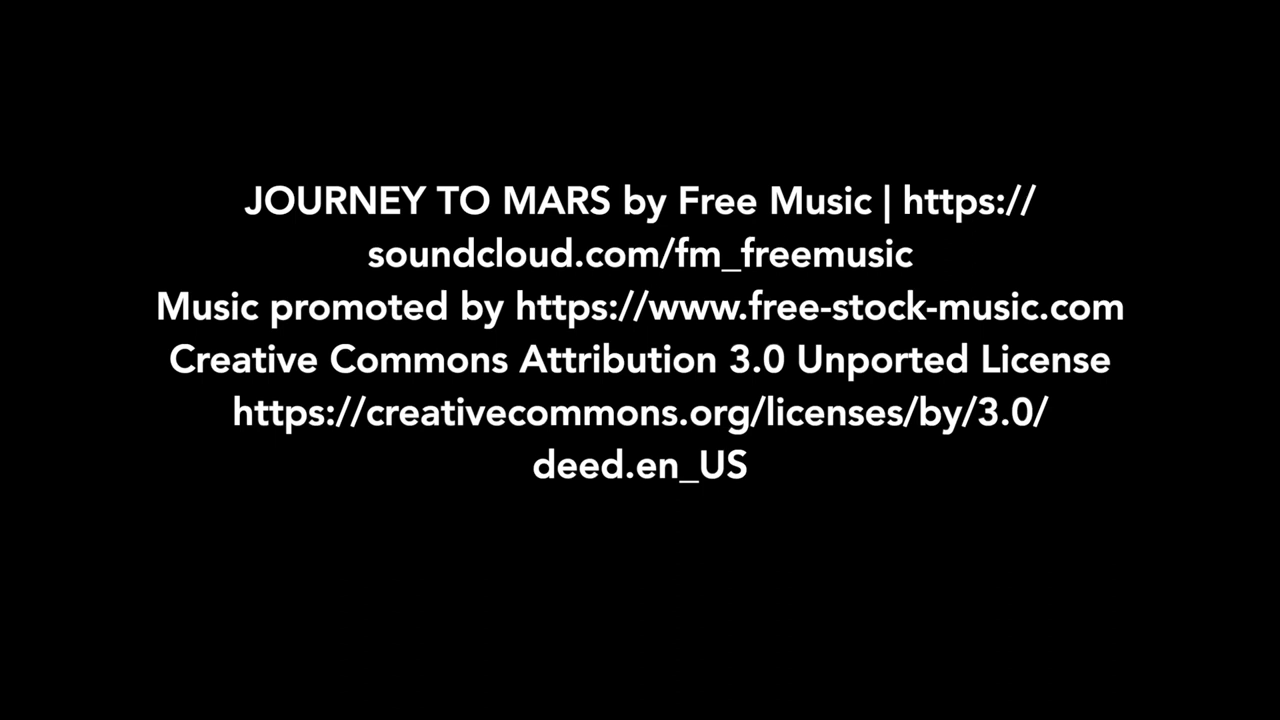 JOURNEY TO MARS by Free Music | https://
soundcloud.com/fm_freemusic
Music promoted by https://www.free-stock-music.com
Creative Commons Attribution 3.0 Unported License
https://creativecommons.org/licenses/by/3.0/
deed.en_US